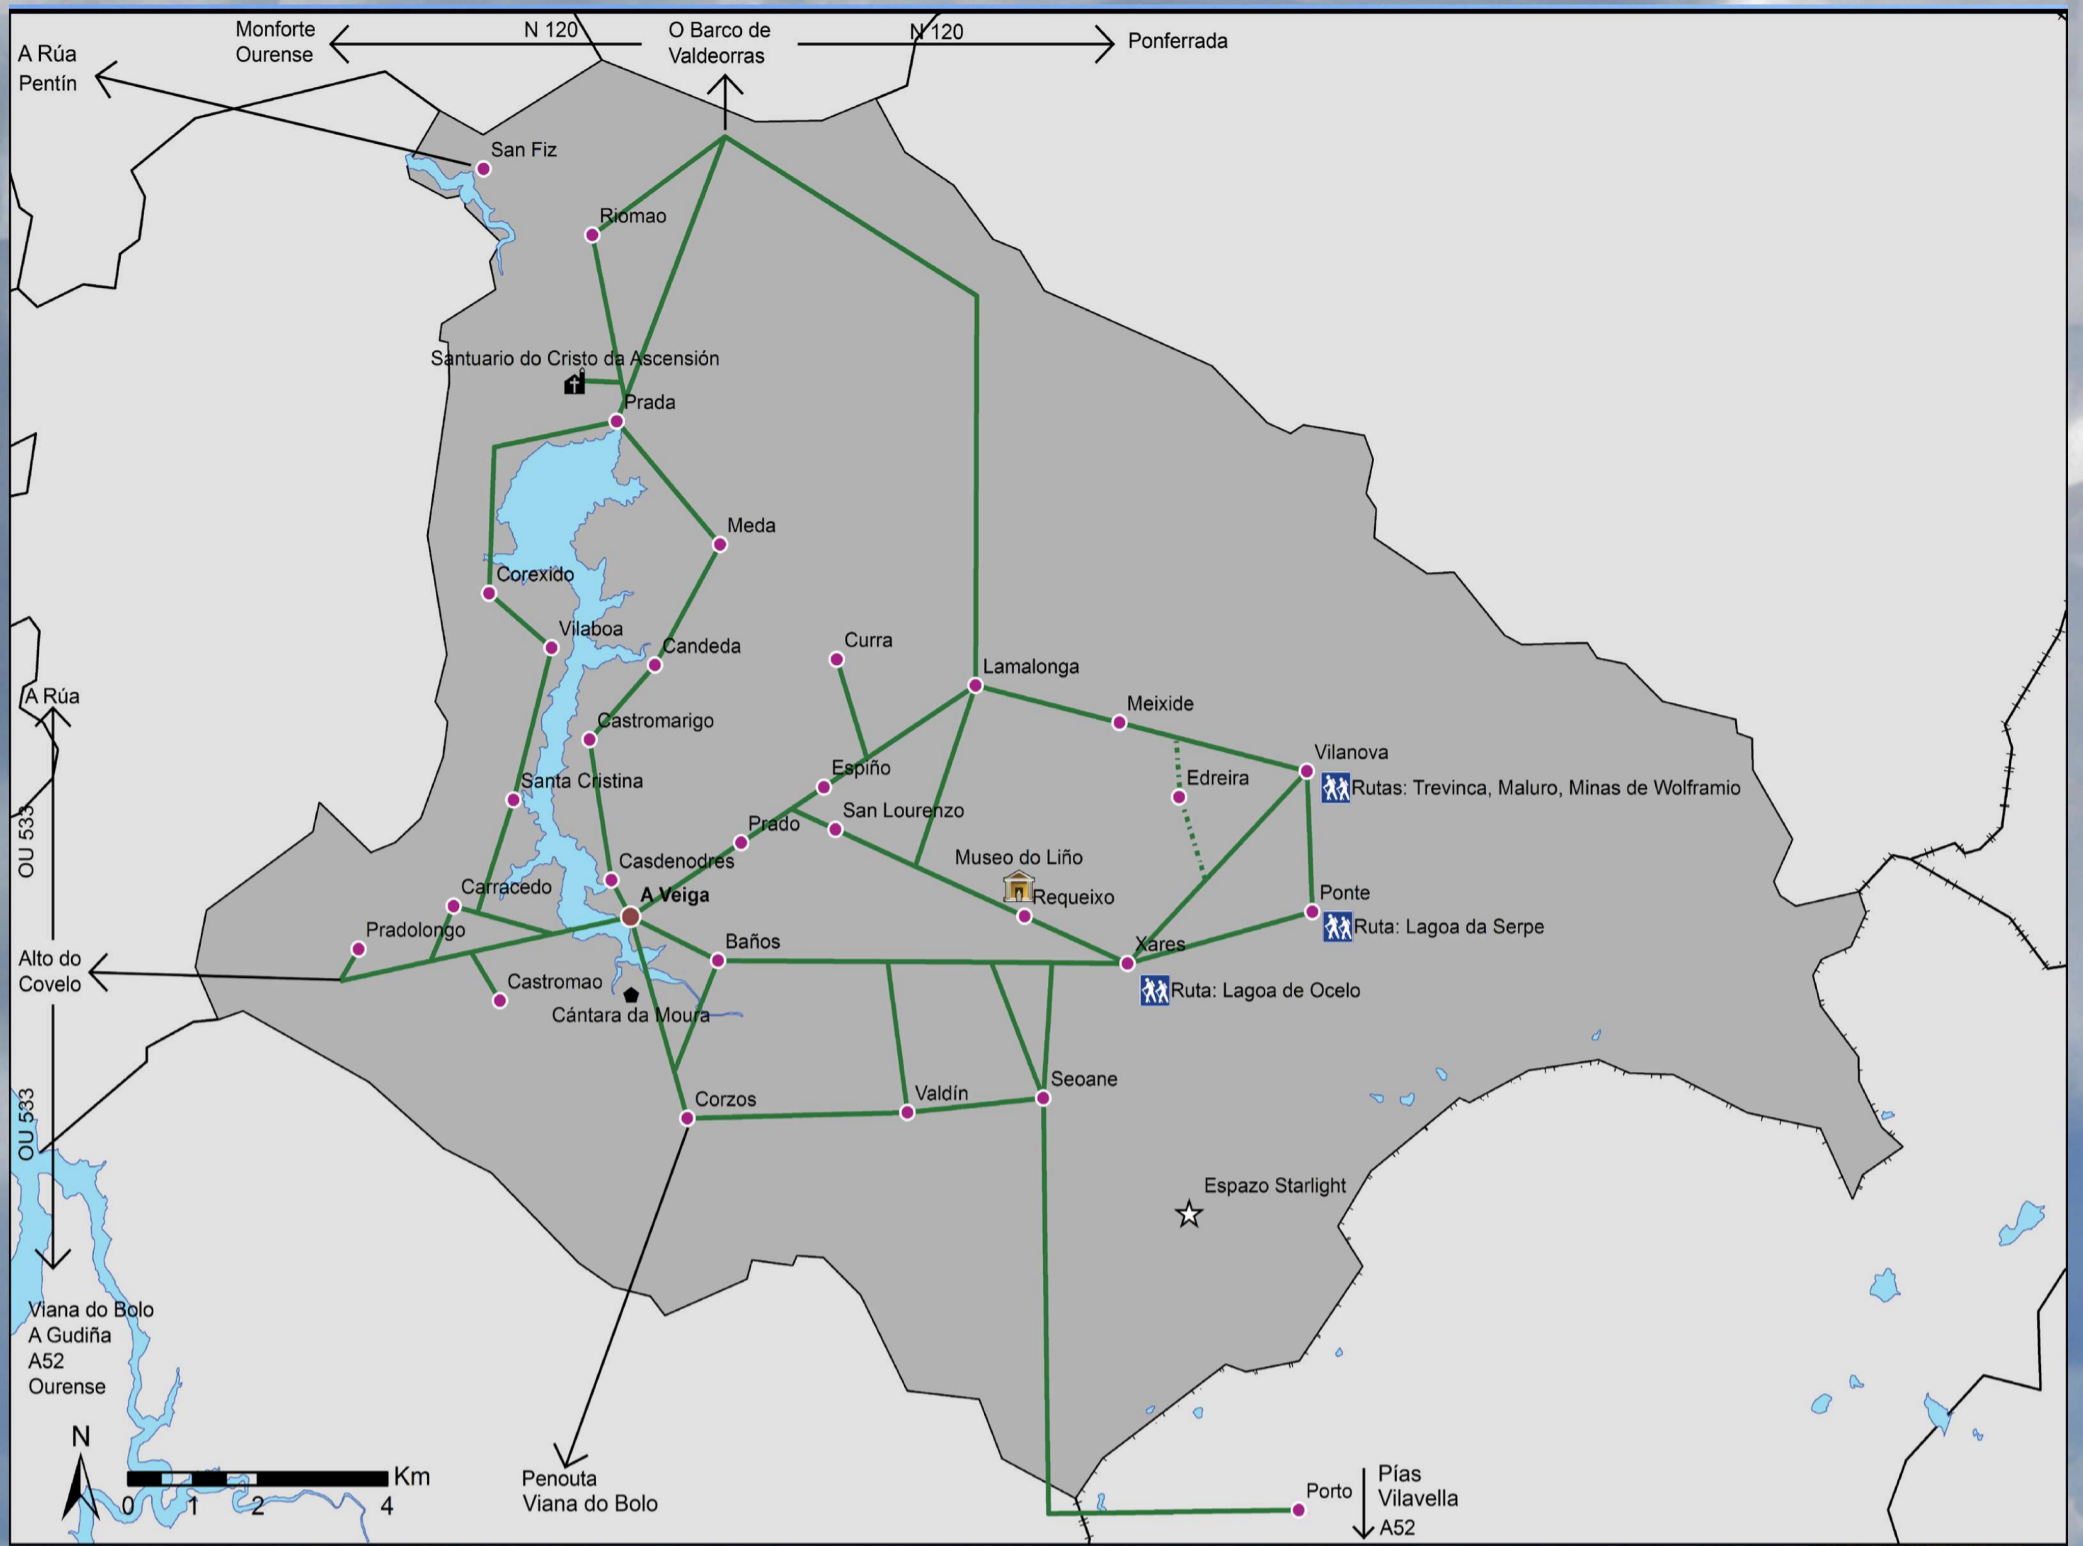 Monforte
Ourense
N 120
O Barco de
Valdeorras
N 120
Ponferrada
A Rúa
Pentín
San Fiz
Riomao
Santuario do Cristo da Ascensión
Prada
Meda
Corexido
Vilaboa
Candeda
Curra
Lamalonga
A Rúa
Meixide
Castromarigo
Vilanova
Espiño
Edreira
Santa Cristina
Rutas: Trevinca, Maluro, Minas de Wolframio
San Lourenzo
Prado
OU 533
Casdenodres
Museo do Liño
Carracedo
A Veiga
Requeixo
Ponte
Pradolongo
Ruta: Lagoa da Serpe
Baños
Xares
Alto do
Covelo
Castromao
Ruta: Lagoa de Ocelo
Cántara da Moura
Seoane
Valdín
Corzos
OU 533
Espazo Starlight
Viana do Bolo
A Gudiña
A52
Ourense
N
Km
0 1 2 4
Penouta
Viana do Bolo
Porto
Pías
Vilavella
A52